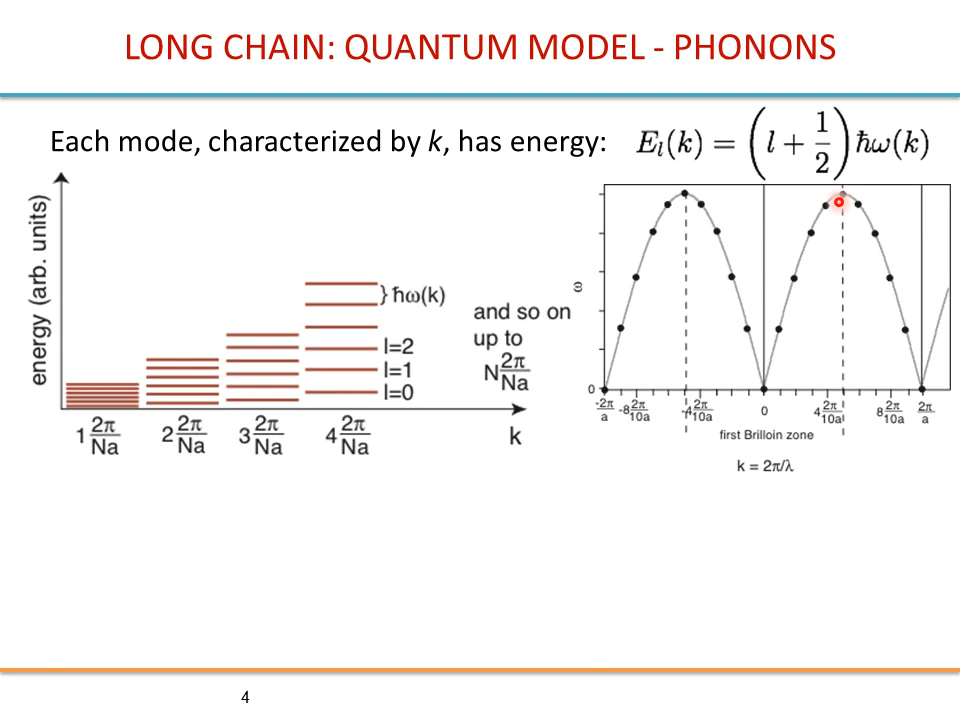 LONG CHAIN: QUANTUM MODEL - PHONONS
Each mode, characterized by k, has energy: E_l(k) = (l + 1/2) ħω(k)
energy (arb. units)
} ħω(k)
l=2
l=1
l=0
and so on
up to
N 2π/Na
1 2π/Na 2 2π/Na 3 2π/Na 4 2π/Na k
ω
0
-2π/a -8 2π/10a -4 2π/10a 0 4 2π/10a 8 2π/10a 2π/a
first Brilloin zone
k = 2π/λ
4